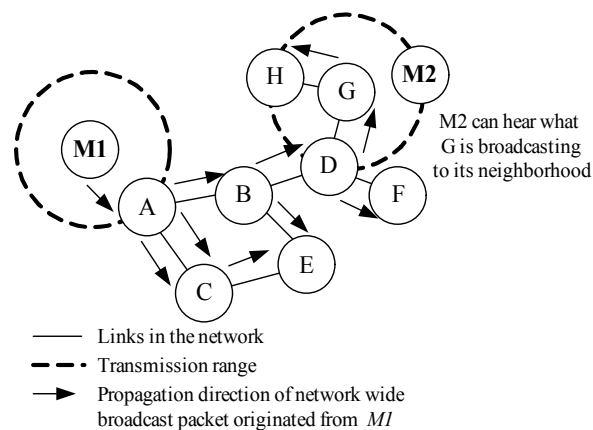 H
G
M2
M1
M2 can hear what
G is broadcasting
to its neighborhood
D
A
B
F
E
C
Links in the network
Transmission range
Propagation direction of network wide
broadcast packet originated from M1